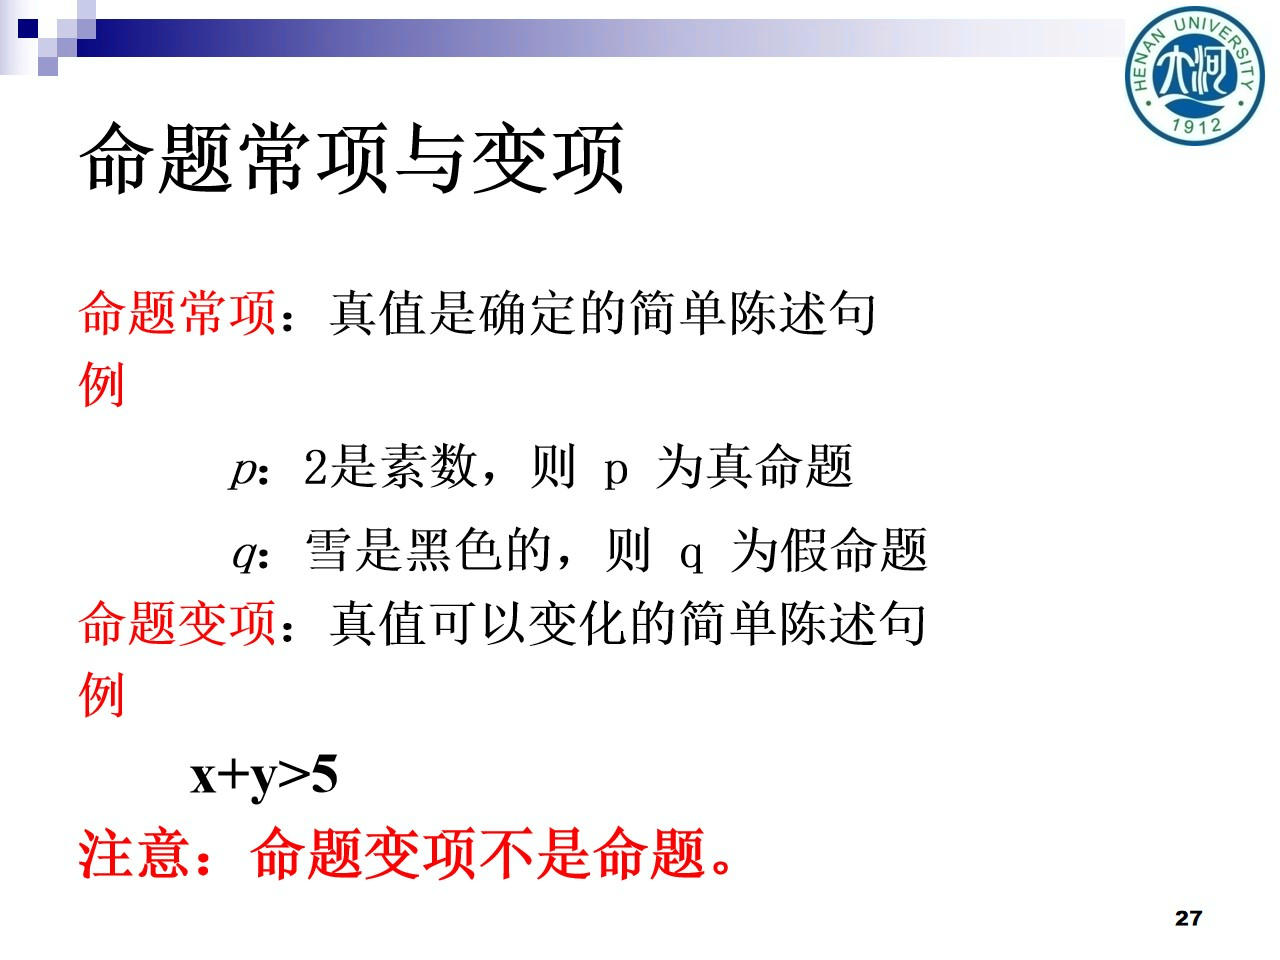 HENAN UNIVERSITY
1912
命题常项与变项
命题常项：真值是确定的简单陈述句
例
p：2是素数，则 p 为真命题
q：雪是黑色的，则 q 为假命题
命题变项：真值可以变化的简单陈述句
例
x+y>5
注意：命题变项不是命题。
27